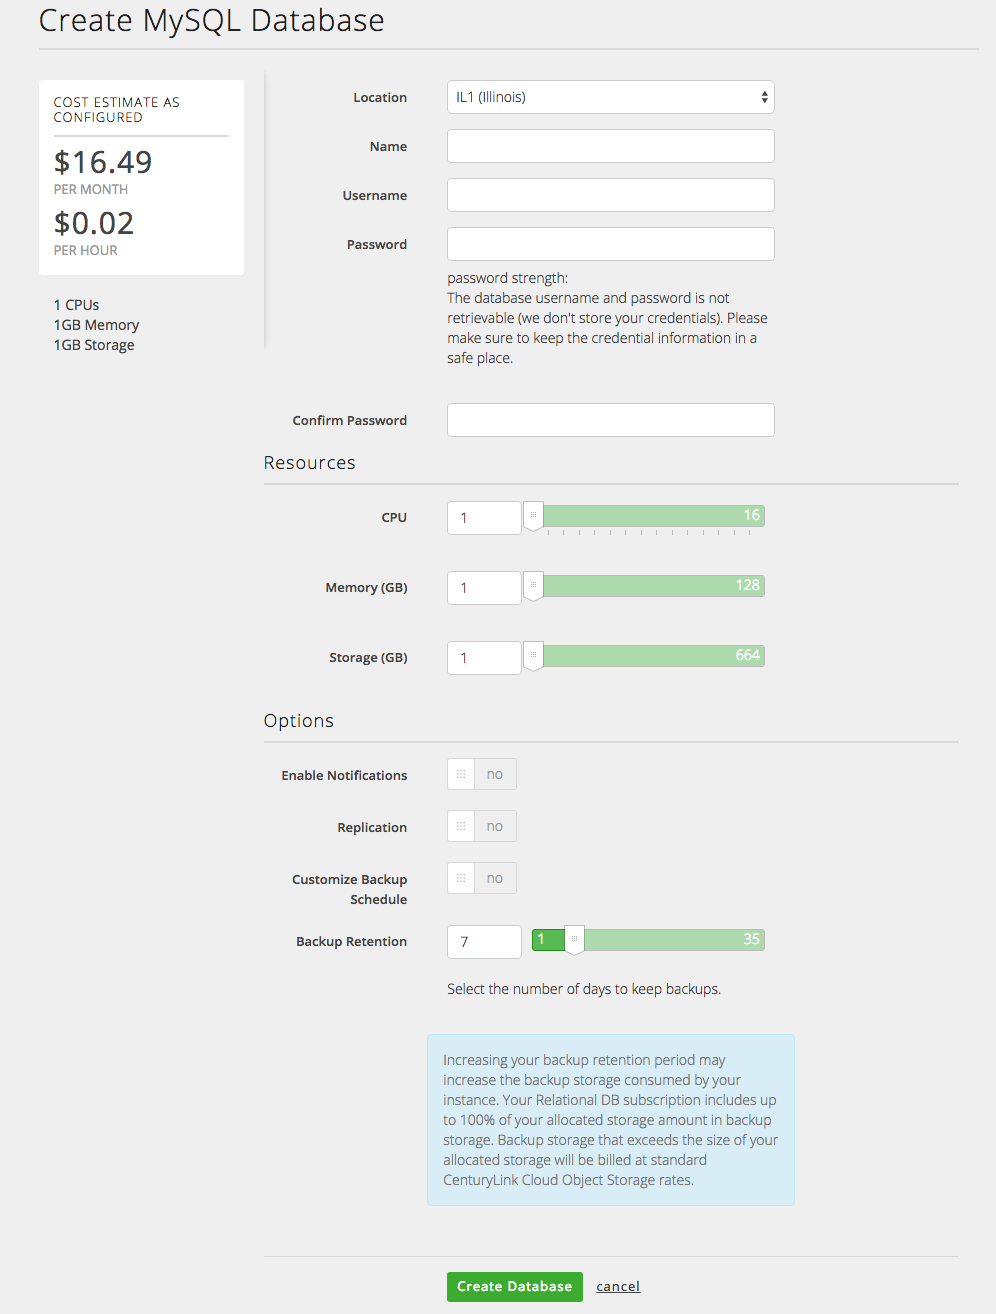 Create MySQL Database
COST ESTIMATE AS
CONFIGURED
$16.49
PER MONTH
$0.02
PER HOUR
1 CPUs
1GB Memory
1GB Storage
Location
IL1 (Illinois)
Name
Username
Password
password strength:
The database username and password is not
retrievable (we don't store your credentials). Please
make sure to keep the credential information in a
safe place.
Confirm Password
Resources
CPU
1
16
Memory (GB)
1
128
Storage (GB)
1
664
Options
Enable Notifications
no
Replication
no
Customize Backup
Schedule
no
Backup Retention
7
1
35
Select the number of days to keep backups.
Increasing your backup retention period may
increase the backup storage consumed by your
instance. Your Relational DB subscription includes up
to 100% of your allocated storage amount in backup
storage. Backup storage that exceeds the size of your
allocated storage will be billed at standard
CenturyLink Cloud Object Storage rates.
Create Database
cancel